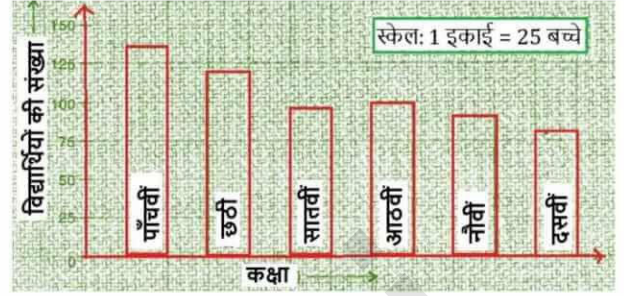 स्केल: 1 इकाई = 25 बच्चे
विद्यार्थियों की संख्या
150
125
100
75
50
25
0
पाँचवीं
छठी
सातवीं
आठवीं
नौवीं
दसवीं
कक्षा